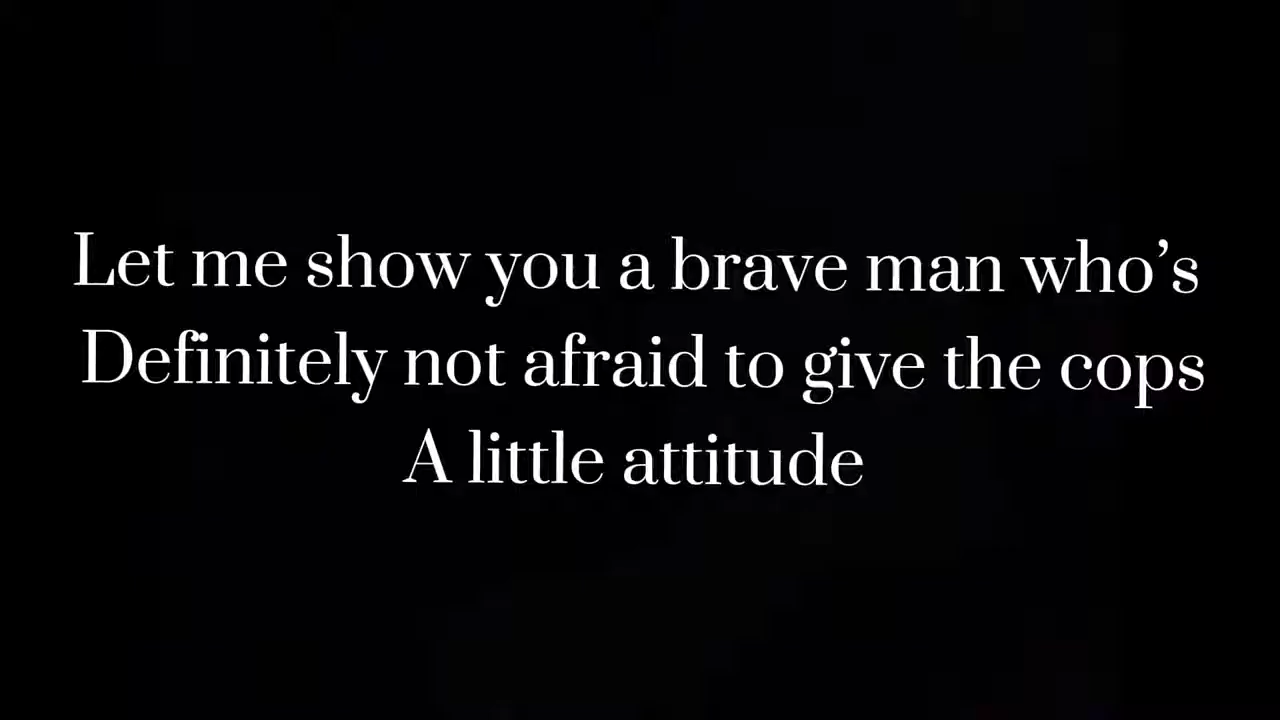 Let me show you a brave man who’s
Definitely not afraid to give the cops
A little attitude